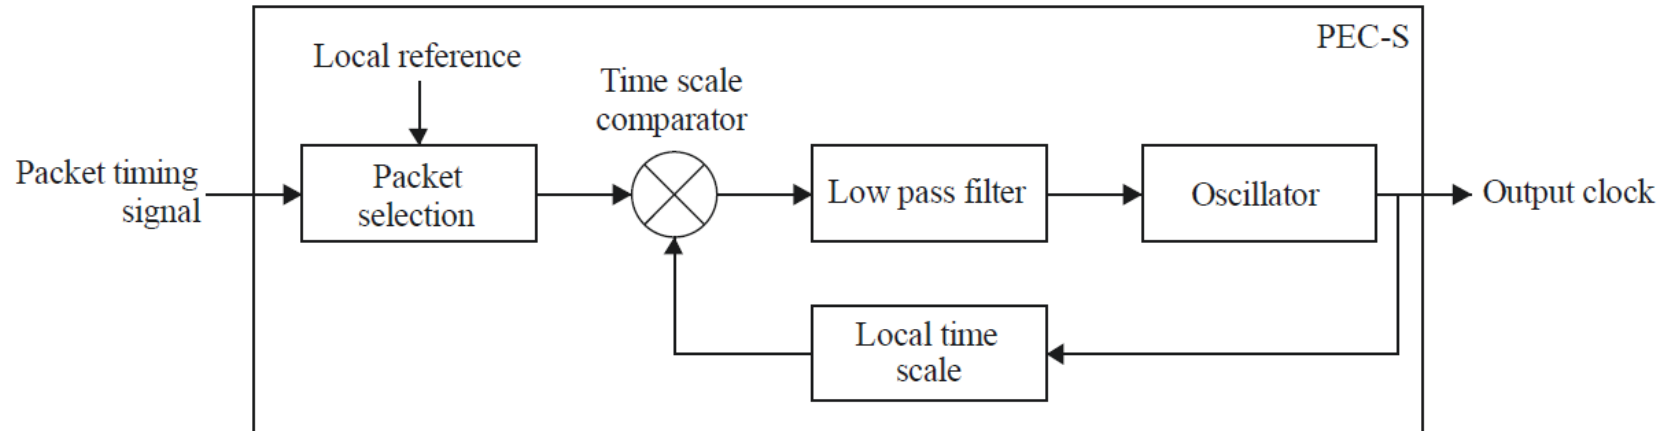 PEC-S
Local reference
Time scale
comparator
Packet timing
signal
Packet
selection
Low pass filter
Oscillator
Output clock
Local time
scale